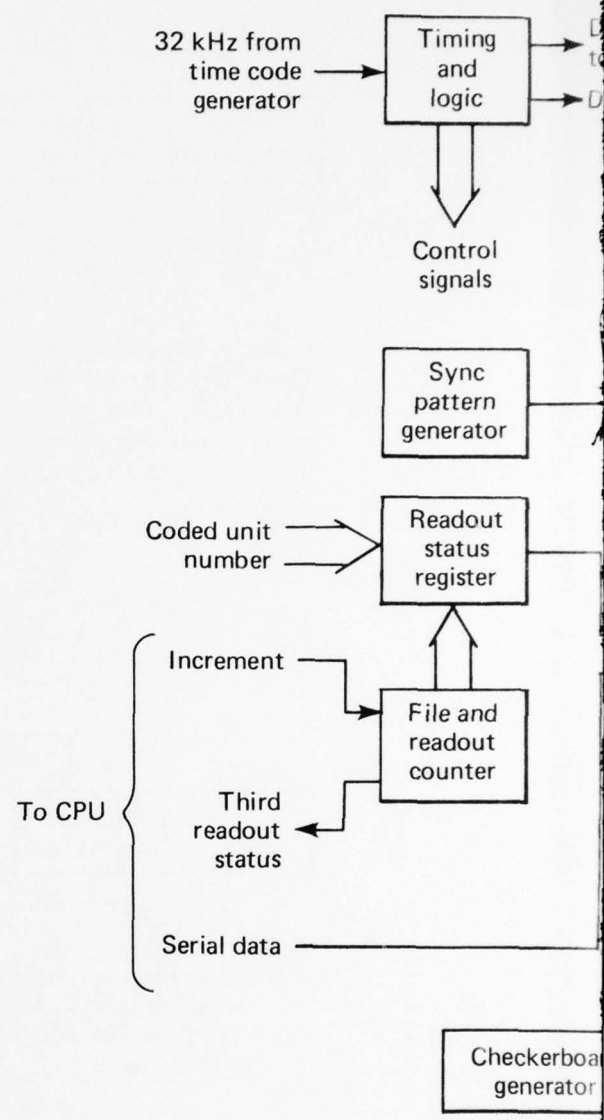 32 kHz from
time code
generator
Timing
and
logic
Control
signals
Sync
pattern
generator
Coded unit
number
Readout
status
register
Increment
File and
readout
counter
To CPU
Third
readout
status
Serial data
generator